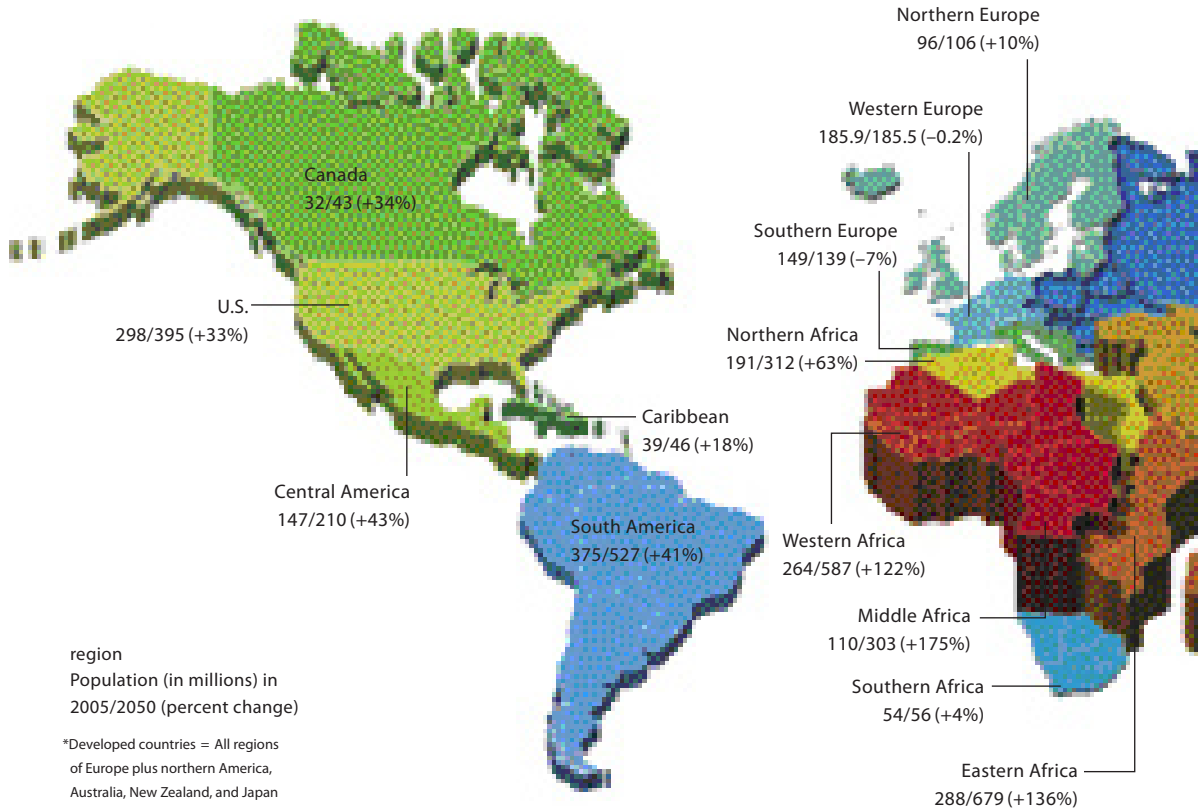 Northern Europe
96/106 (+10%)
Western Europe
185.9/185.5 (–0.2%)
Canada
32/43 (+34%)
Southern Europe
149/139 (–7%)
U.S.
298/395 (+33%)
Northern Africa
191/312 (+63%)
Caribbean
39/46 (+18%)
Central America
147/210 (+43%)
South America
375/527 (+41%)
Western Africa
264/587 (+122%)
Middle Africa
110/303 (+175%)
Southern Africa
54/56 (+4%)
Eastern Africa
288/679 (+136%)
region
Population (in millions) in
2005/2050 (percent change)
*Developed countries = All regions
of Europe plus northern America,
Australia, New Zealand, and Japan